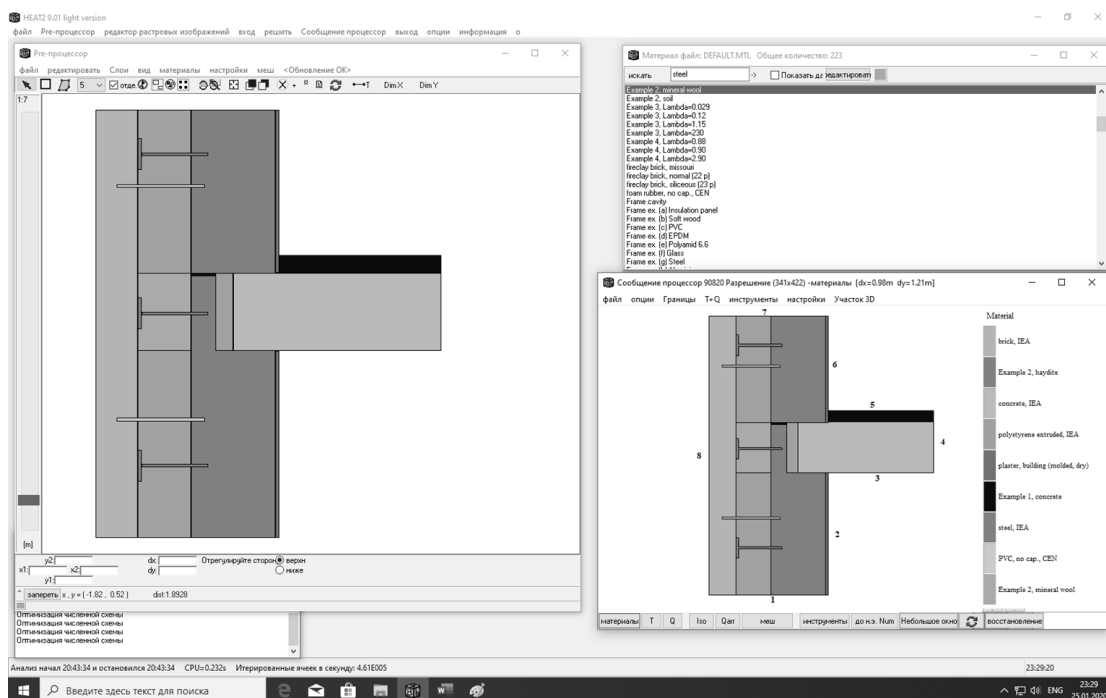 HEAT2 9.01 light version
файл Pre-процессор редактор растровых изображений вход решить Сообщение процессор выход опции информация о
Pre-процессор
файл редактировать Слои вид материалы настройки меш <Обновление OK>
5 отде. T Dim X Dim Y
1:7
[m]
y2: dx: Отрегулируйте сторон верхн
x1: x2: dy: ниже
y1:
запереть x , y = ( -1.82 , 0.52 ) dist:1.8928
Оптимизация численной схемы
Оптимизация численной схемы
Оптимизация численной схемы
Оптимизация численной схемы
Материал файл: DEFAULT.MTL Общее количество: 223
искать steel -> Показать да редактироват
Example 2, mineral wool
Example 2, soil
Example 3, Lambda=0.029
Example 3, Lambda=0.12
Example 3, Lambda=1.15
Example 3, Lambda=230
Example 4, Lambda=0.88
Example 4, Lambda=0.90
Example 4, Lambda=2.90
fireclay brick, missouri
fireclay brick, normal (22 p)
fireclay brick, siliceous (23 p)
foam rubber, no cap., CEN
Frame cavity
Frame ex. (a) Insulation panel
Frame ex. (b) Soft wood
Frame ex. (c) PVC
Frame ex. (d) EPDM
Frame ex. (e) Polyamid 6.6
Frame ex. (f) Glass
Frame ex. (g) Steel
Сообщение процессор 90820 Разрешение (341x422) -материалы [dx=0.98m dy=1.21m]
файл опции Границы T+Q инструменты настройки Участок 3D
7
6
5
4
8
3
2
1
Material
brick, IEA
Example 2, haydite
concrete, IEA
polystyrene extruded, IEA
plaster, building (molded, dry)
Example 1, concrete
steel, IEA
PVC, no cap., CEN
Example 2, mineral wool
материалы T Q Iso Qarr меш инструменты до н.э. Num Небольшое окно восстановление
Анализ начал 20:43:34 и остановился 20:43:34 CPU=0.232s Итерированные ячеек в секунду: 4.61E005 23:29:20
Введите здесь текст для поиска
ENG
23:29
25.01.2020